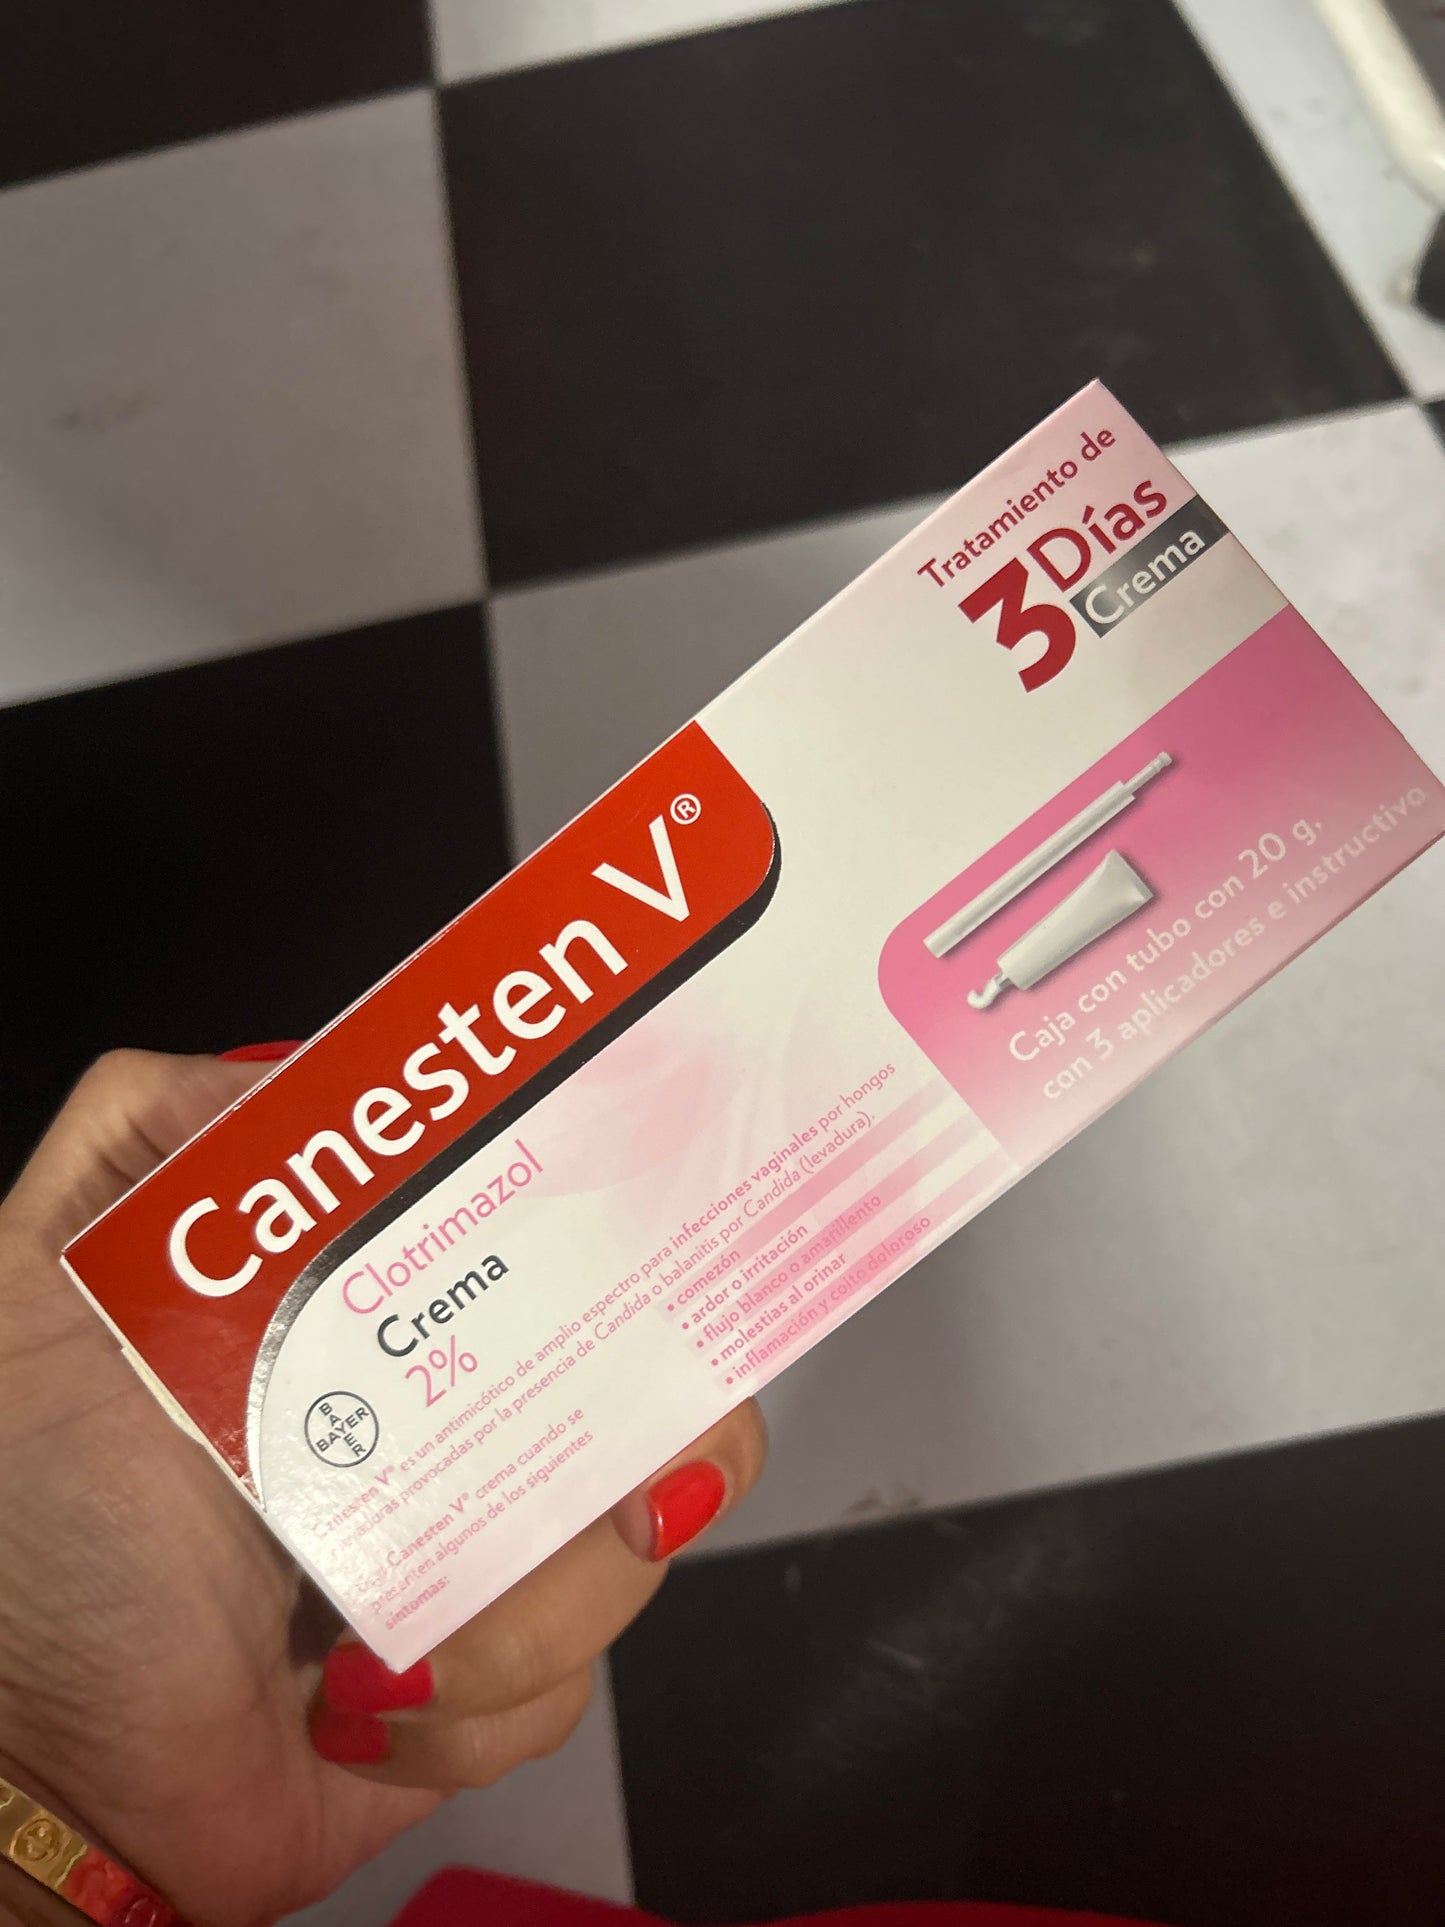 Tratamiento de
3 Días
Crema
Canesten V®
Clotrimazol
Crema
2%
BAYER
BAYER
Caja con tubo con 20 g,
con 3 aplicadores e instructivo
Canesten V® es un antimicótico de amplio espectro para infecciones vaginales por hongos
levaduras provocadas por la presencia de Candida o balanitis por Candida (levadura).
Canesten V® crema cuando se
presenten algunos de los siguientes
síntomas:
• comezón
• ardor o irritación
• flujo blanco o amarillento
• molestias al orinar
• inflamación y coito doloroso